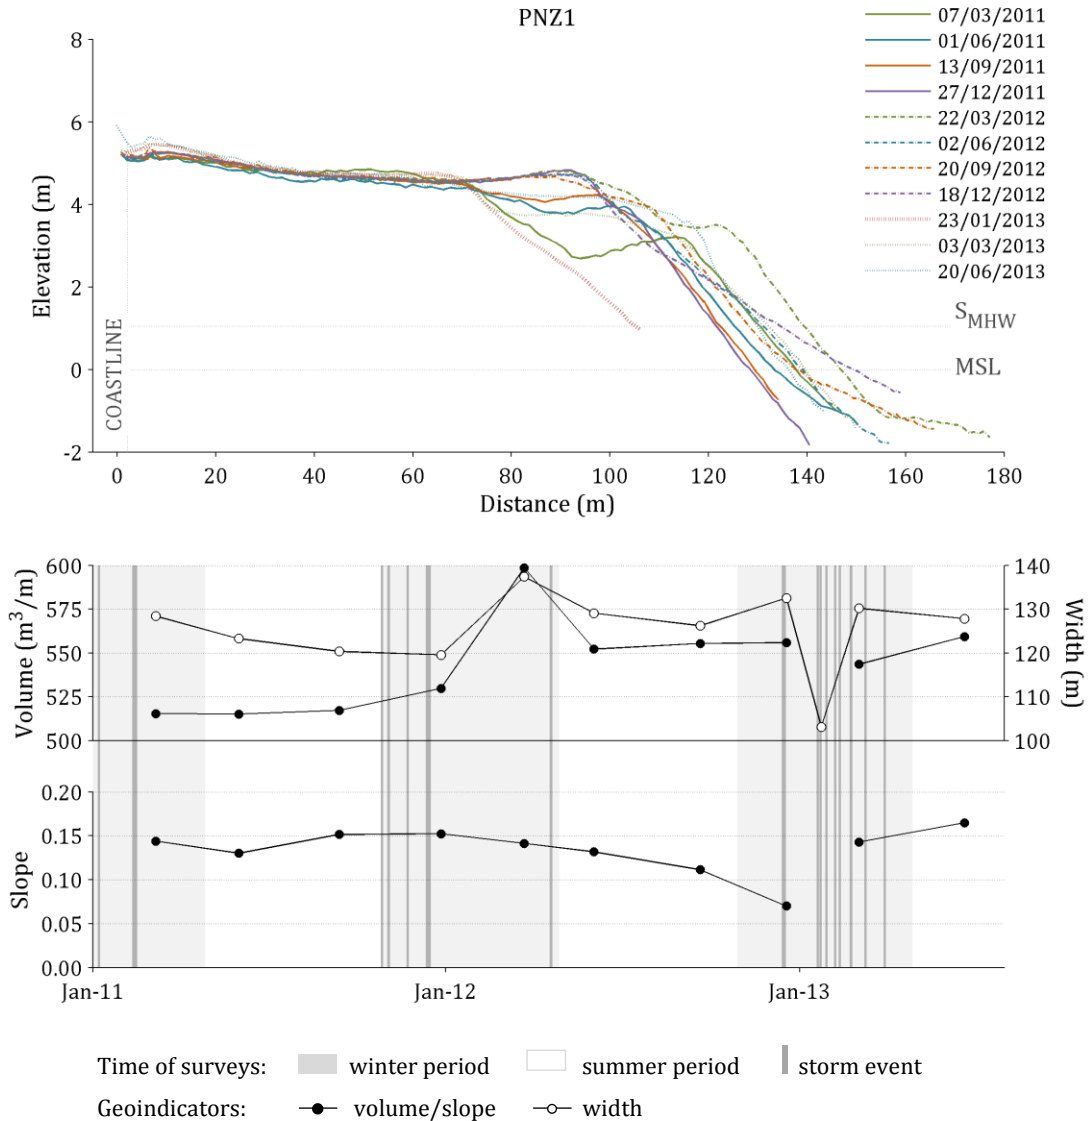 PNZ1
07/03/2011
01/06/2011
13/09/2011
27/12/2011
22/03/2012
02/06/2012
20/09/2012
18/12/2012
23/01/2013
03/03/2013
20/06/2013
8
6
4
2
0
-2
Elevation (m)
COASTLINE
S_MHW
MSL
0 20 40 60 80 100 120 140 160 180
Distance (m)
600
575
550
525
500
Volume (m³/m)
140
130
120
110
100
Width (m)
0.20
0.15
0.10
0.05
0.00
Slope
Jan-11 Jan-12 Jan-13
Time of surveys: winter period summer period storm event
Geoindicators: volume/slope width